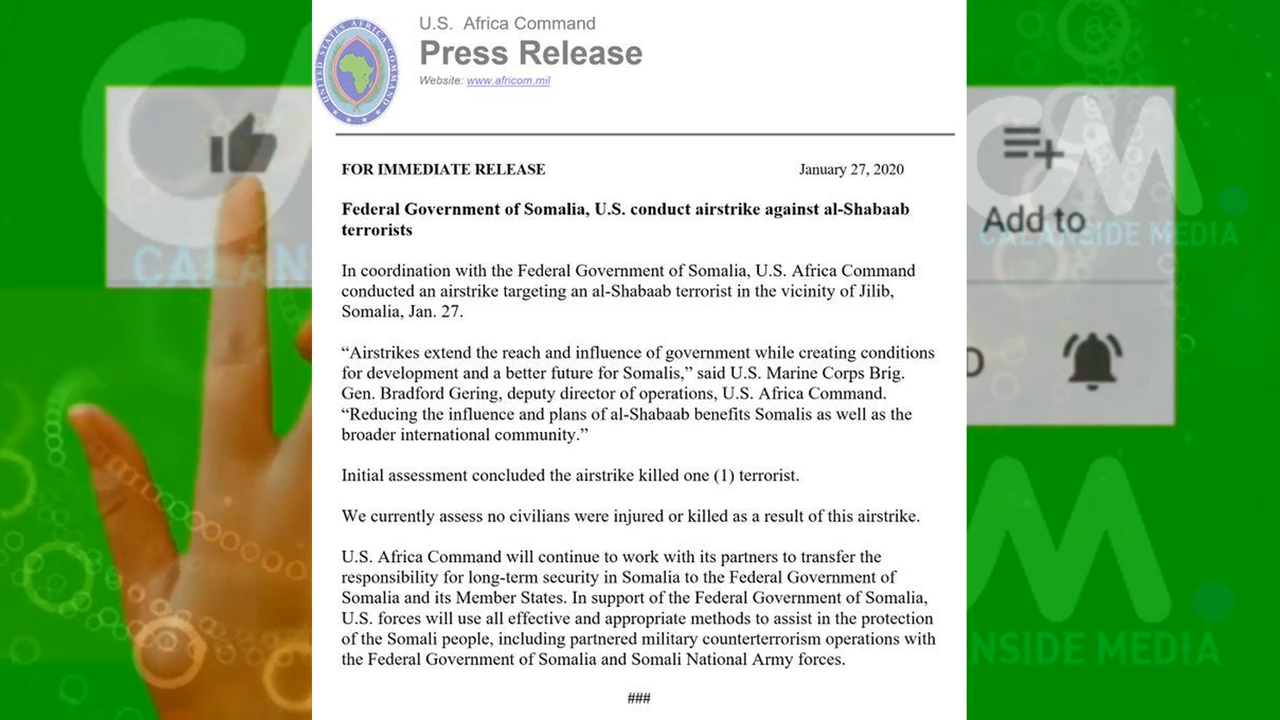 U.S. Africa Command
Press Release
Website: www.africom.mil
UNITED STATES AFRICA COMMAND
FOR IMMEDIATE RELEASE January 27, 2020
Federal Government of Somalia, U.S. conduct airstrike against al-Shabaab
terrorists
In coordination with the Federal Government of Somalia, U.S. Africa Command
conducted an airstrike targeting an al-Shabaab terrorist in the vicinity of Jilib,
Somalia, Jan. 27.
“Airstrikes extend the reach and influence of government while creating conditions
for development and a better future for Somalis,” said U.S. Marine Corps Brig.
Gen. Bradford Gering, deputy director of operations, U.S. Africa Command.
“Reducing the influence and plans of al-Shabaab benefits Somalis as well as the
broader international community.”
Initial assessment concluded the airstrike killed one (1) terrorist.
We currently assess no civilians were injured or killed as a result of this airstrike.
U.S. Africa Command will continue to work with its partners to transfer the
responsibility for long-term security in Somalia to the Federal Government of
Somalia and its Member States. In support of the Federal Government of Somalia,
U.S. forces will use all effective and appropriate methods to assist in the protection
of the Somali people, including partnered military counterterrorism operations with
the Federal Government of Somalia and Somali National Army forces.
###
C
CALAN
CM
Add to
CALANSIDE MEDIA
M
NSIDE MEDIA